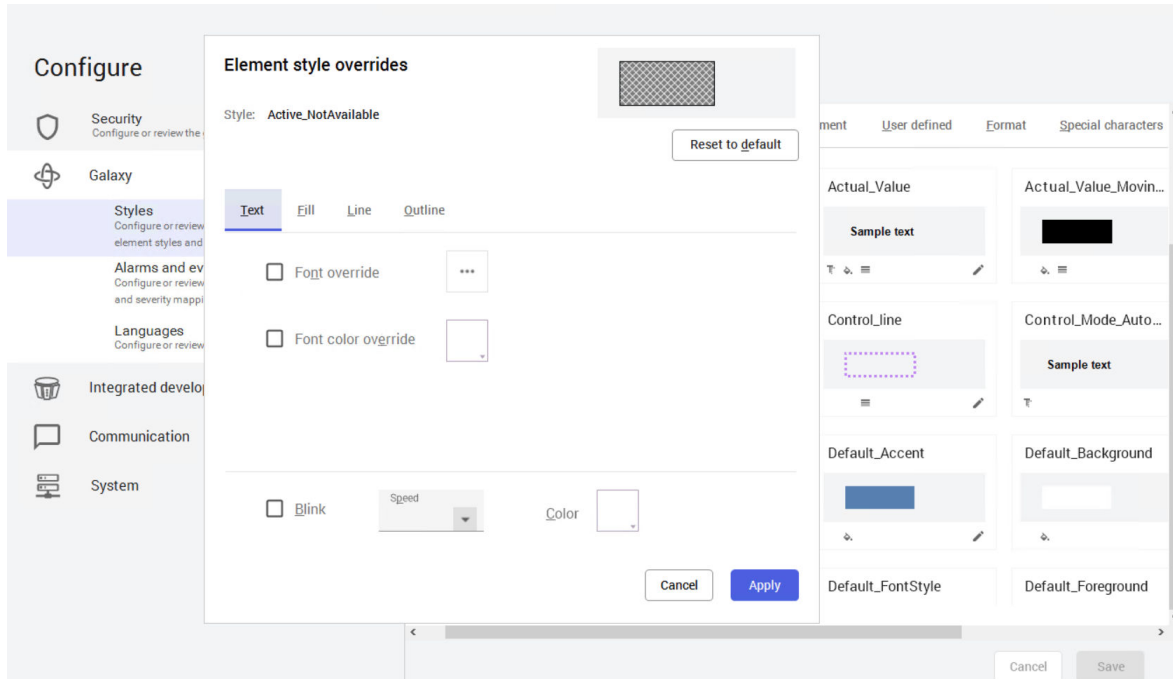 Configure
Security
Configure or review the
Galaxy
Styles
Configure or review
element styles and
Alarms and ev
Configure or review
and severity mappi
Languages
Configure or review
Integrated develo
Communication
System
Element style overrides
Style: Active_NotAvailable
Reset to default
Text Fill Line Outline
Font override
Font color override
Blink
Speed
Color
Cancel Apply
ment User defined Format Special characters
Actual_Value Actual_Value_Movin...
Sample text
Control_line Control_Mode_Auto...
Sample text
Default_Accent Default_Background
Default_FontStyle Default_Foreground
Cancel Save